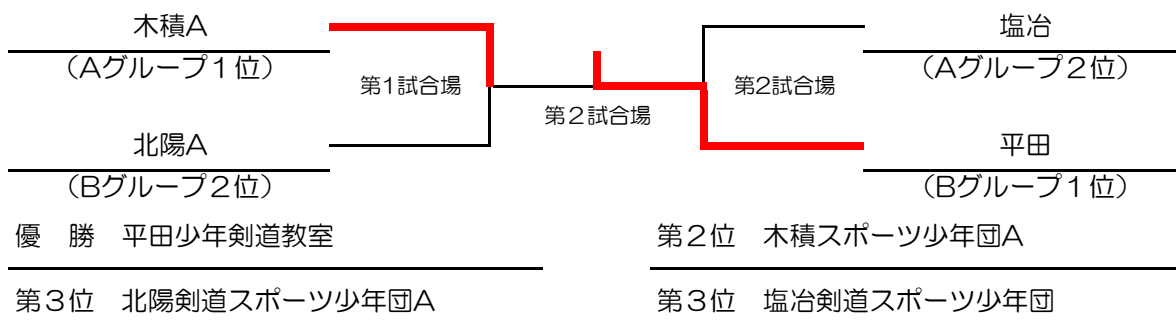 木積A
(Aグループ1位)
第1試合場
北陽A
(Bグループ2位)
第2試合場
塩冶
(Aグループ2位)
第2試合場
平田
(Bグループ1位)
優　勝　平田少年剣道教室
第2位　木積スポーツ少年団A
第3位　北陽剣道スポーツ少年団A
第3位　塩冶剣道スポーツ少年団